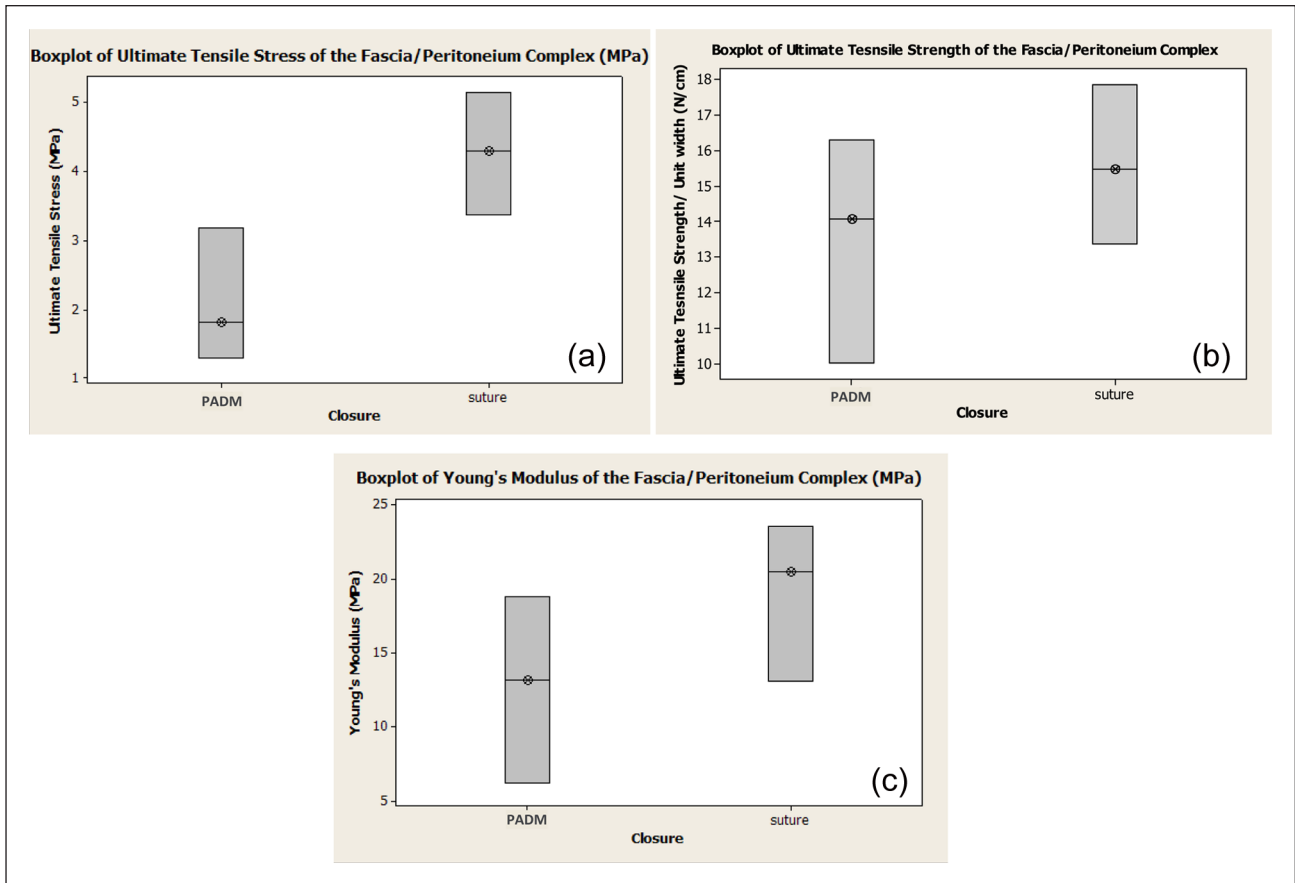 Boxplot of Ultimate Tensile Stress of the Fascia/Peritoneium Complex (MPa)
Ultimate Tensile Stress (MPa)
5
4
3
2
1
PADM
suture
Closure
(a)
Boxplot of Ultimate Tesnsile Strength of the Fascia/Peritoneium Complex
Ultimate Tesnsile Strength/ Unit width (N/cm)
18
17
16
15
14
13
12
11
10
PADM
suture
Closure
(b)
Boxplot of Young's Modulus of the Fascia/Peritoneium Complex (MPa)
Young's Modulus (MPa)
25
20
15
10
5
PADM
suture
Closure
(c)